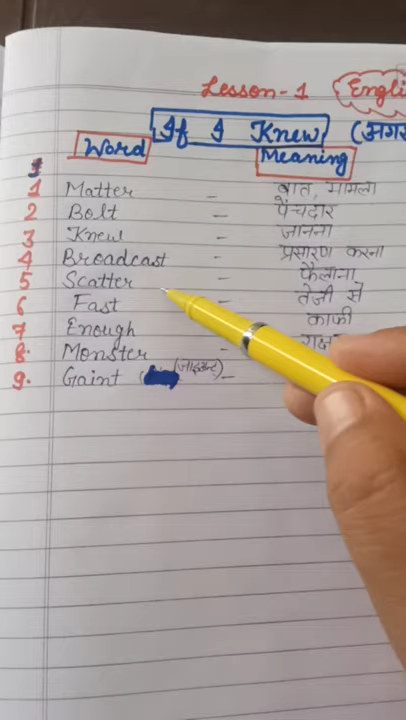 Lesson-1
If I Knew
Word Meaning
1 Matter - बात, मामला
2 Bolt - पेंचदार
3 Knew - जानना
4 Broadcast - प्रसारण करना
5 Scatter - फैलाना
6 Fast - तेजी से
7 Enough काफी
8. Monster -
9. Gaint (जाइन्ट) -